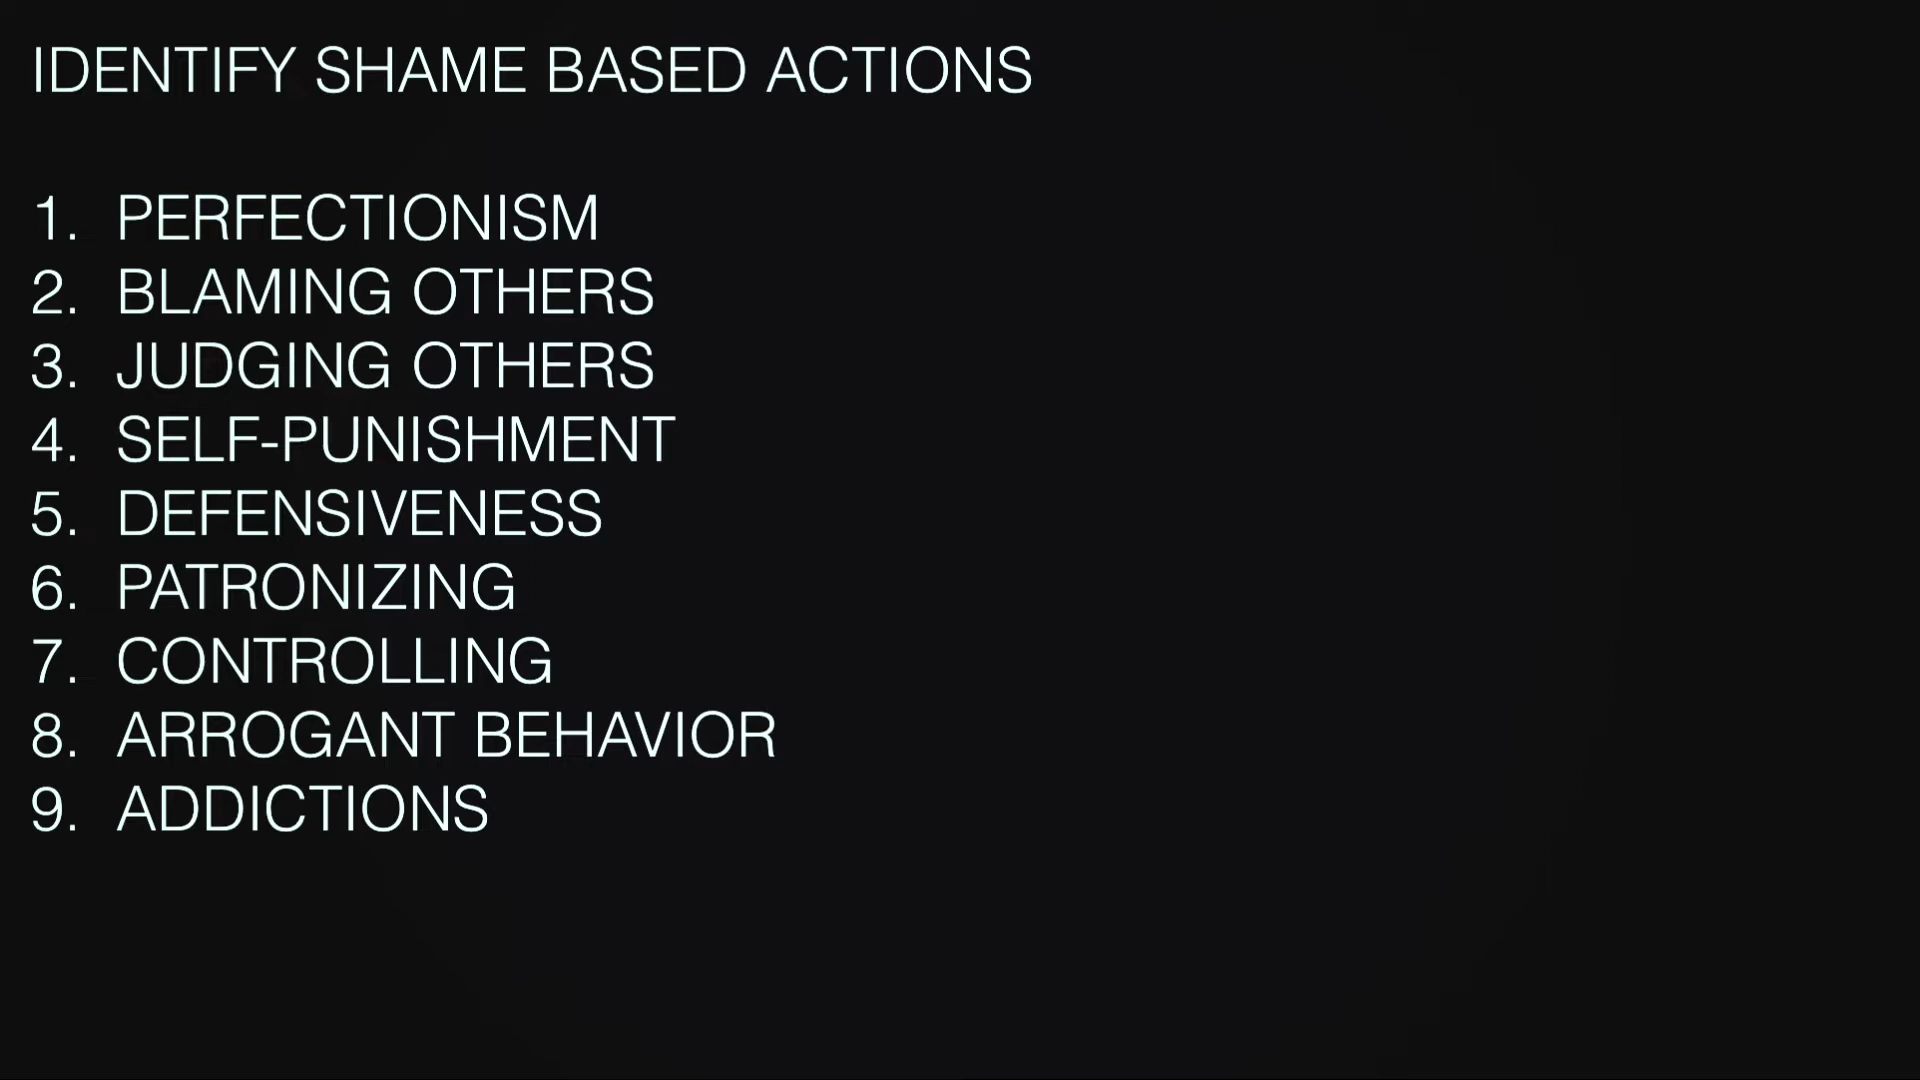 IDENTIFY SHAME BASED ACTIONS
1. PERFECTIONISM
2. BLAMING OTHERS
3. JUDGING OTHERS
4. SELF-PUNISHMENT
5. DEFENSIVENESS
6. PATRONIZING
7. CONTROLLING
8. ARROGANT BEHAVIOR
9. ADDICTIONS